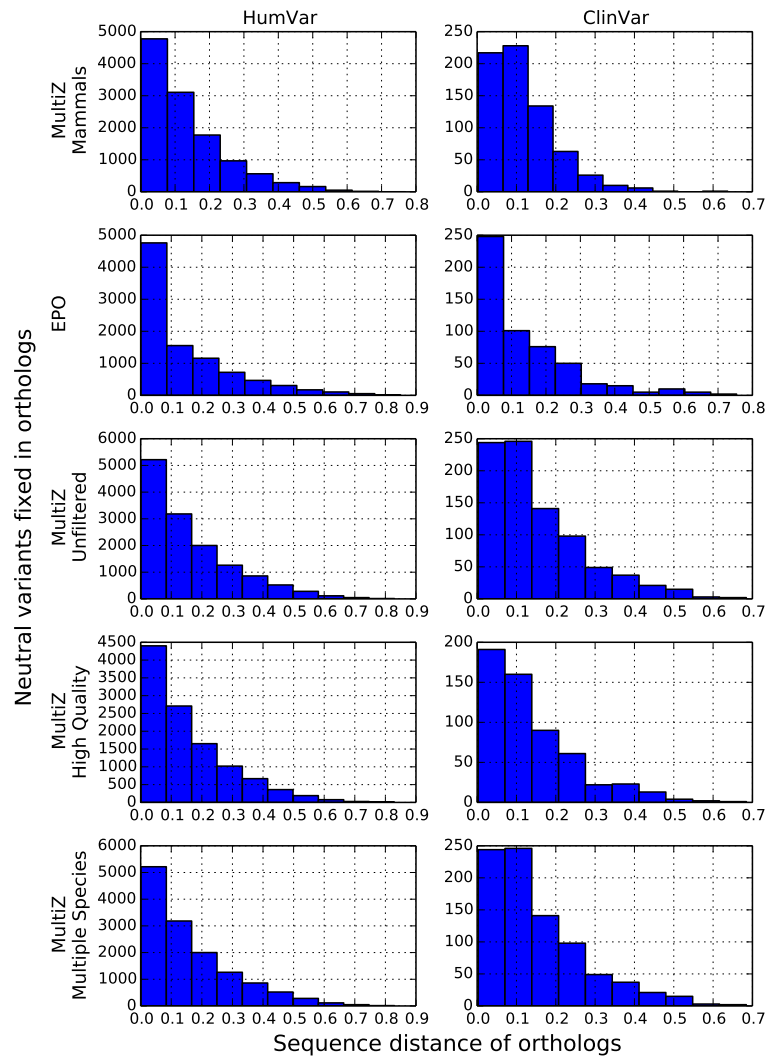 HumVar ClinVar
5000 250
4000 200
3000 150
2000 100
1000 50
0 0
0.0 0.1 0.2 0.3 0.4 0.5 0.6 0.7 0.8 0.0 0.1 0.2 0.3 0.4 0.5 0.6 0.7
MultiZ
Mammals
5000 250
4000 200
3000 150
2000 100
1000 50
0 0
0.0 0.1 0.2 0.3 0.4 0.5 0.6 0.7 0.8 0.9 0.0 0.1 0.2 0.3 0.4 0.5 0.6 0.7 0.8
EPO
Neutral variants fixed in orthologs
6000 250
5000 200
4000 150
3000 100
2000 50
1000 0
0
0.0 0.1 0.2 0.3 0.4 0.5 0.6 0.7 0.8 0.9 0.0 0.1 0.2 0.3 0.4 0.5 0.6 0.7
MultiZ
Unfiltered
4500 200
4000 150
3500 100
3000 50
2500 0
2000
1500
1000
500
0
0.0 0.1 0.2 0.3 0.4 0.5 0.6 0.7 0.8 0.9 0.0 0.1 0.2 0.3 0.4 0.5 0.6 0.7
MultiZ
High Quality
6000 250
5000 200
4000 150
3000 100
2000 50
1000 0
0
0.0 0.1 0.2 0.3 0.4 0.5 0.6 0.7 0.8 0.9 0.0 0.1 0.2 0.3 0.4 0.5 0.6 0.7
MultiZ
Multiple Species
Sequence distance of orthologs